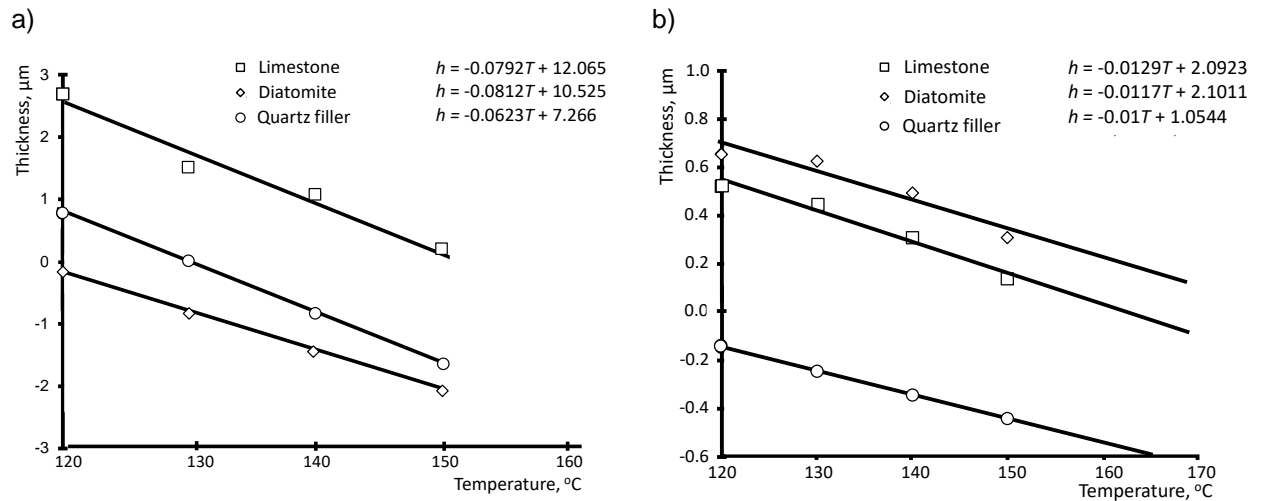 a)
Limestone h = -0.0792T + 12.065
Diatomite h = -0.0812T + 10.525
Quartz filler h = -0.0623T + 7.266
Thickness, µm
3
2
1
0
-1
-2
-3
120 130 140 150 160
Temperature, °C
b)
Limestone h = -0.0129T + 2.0923
Diatomite h = -0.0117T + 2.1011
Quartz filler h = -0.01T + 1.0544
Thickness, µm
1.0
0.8
0.6
0.4
0.2
0.0
-0.2
-0.4
-0.6
120 130 140 150 160 170
Temperature, °C